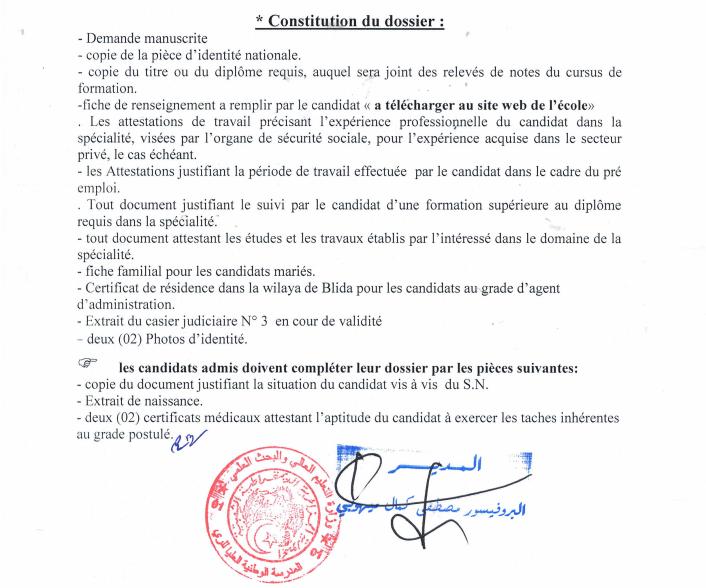 * Constitution du dossier :
- Demande manuscrite
- copie de la pièce d’identité nationale.
- copie du titre ou du diplôme requis, auquel sera joint des relevés de notes du cursus de
formation.
-fiche de renseignement a remplir par le candidat « a télécharger au site web de l’école»
. Les attestations de travail précisant l’expérience professionnelle du candidat dans la
spécialité, visées par l’organe de sécurité sociale, pour l’expérience acquise dans le secteur
privé, le cas échéant.
- les Attestations justifiant la période de travail effectuée par le candidat dans le cadre du pré
emploi.
. Tout document justifiant le suivi par le candidat d’une formation supérieure au diplôme
requis dans la spécialité.
- tout document attestant les études et les travaux établis par l’intéressé dans le domaine de la
spécialité.
- fiche familial pour les candidats mariés.
- Certificat de résidence dans la wilaya de Blida pour les candidats au grade d’agent
d’administration.
- Extrait du casier judiciaire N° 3 en cour de validité
- deux (02) Photos d’identité.
les candidats admis doivent compléter leur dossier par les pièces suivantes:
- copie du document justifiant la situation du candidat vis à vis du S.N.
- Extrait de naissance.
- deux (02) certificats médicaux attestant l’aptitude du candidat à exercer les taches inhérentes
au grade postulé.
وزارة التعليم العالي والبحث العلمي
المدرسة الوطنية العليا للري
المديـــر
البروفيسور مصطفى كمال ميهوبي